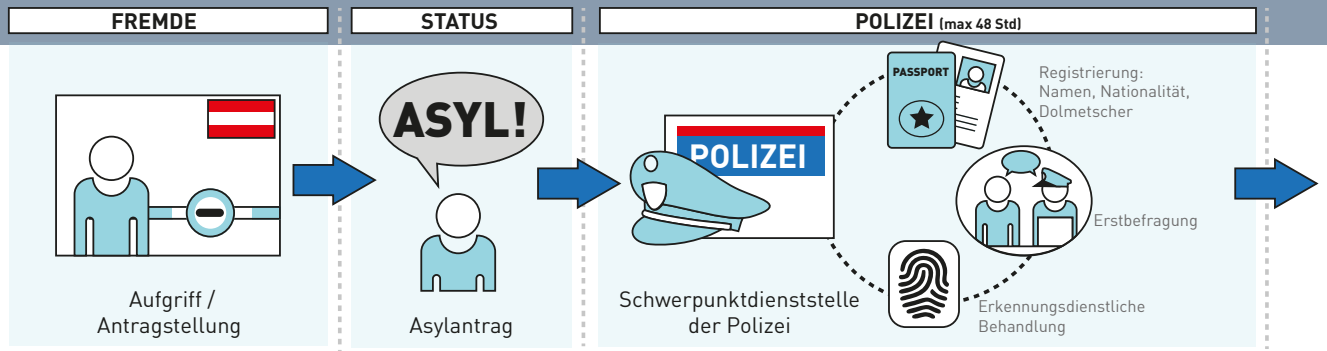 FREMDE
Aufgriff /
Antragstellung
STATUS
ASYL!
Asylantrag
POLIZEI (max 48 Std)
POLIZEI
Schwerpunktdienststelle
der Polizei
PASSPORT
Registrierung:
Namen, Nationalität,
Dolmetscher
Erstbefragung
Erkennungsdienstliche
Behandlung